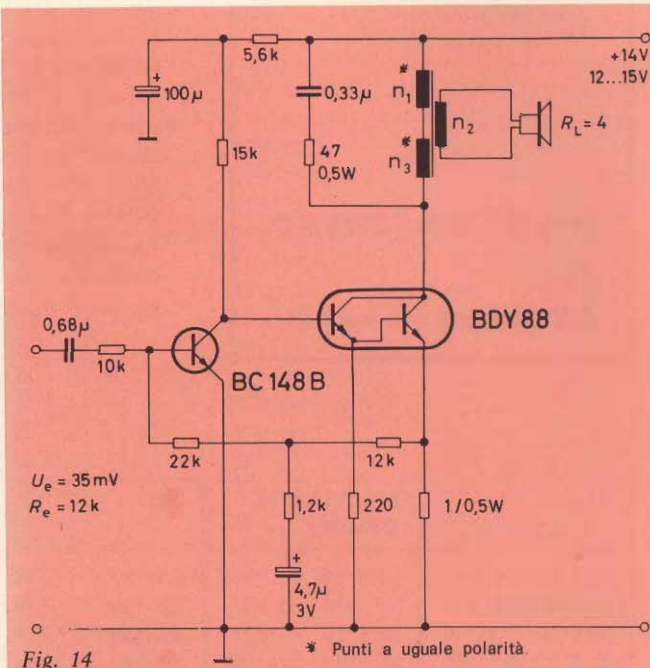 5,6k
+14V
12...15V
+
100µ
0,33µ
*
n1
n2
RL = 4
15k
47
0,5W
*
n3
BDY 88
0,68µ
10k
BC 148 B
22k
12k
Ue = 35mV
Re = 12k
1,2k
220
1/0,5W
+
4,7µ
3V
* Punti a uguale polarità
Fig. 14